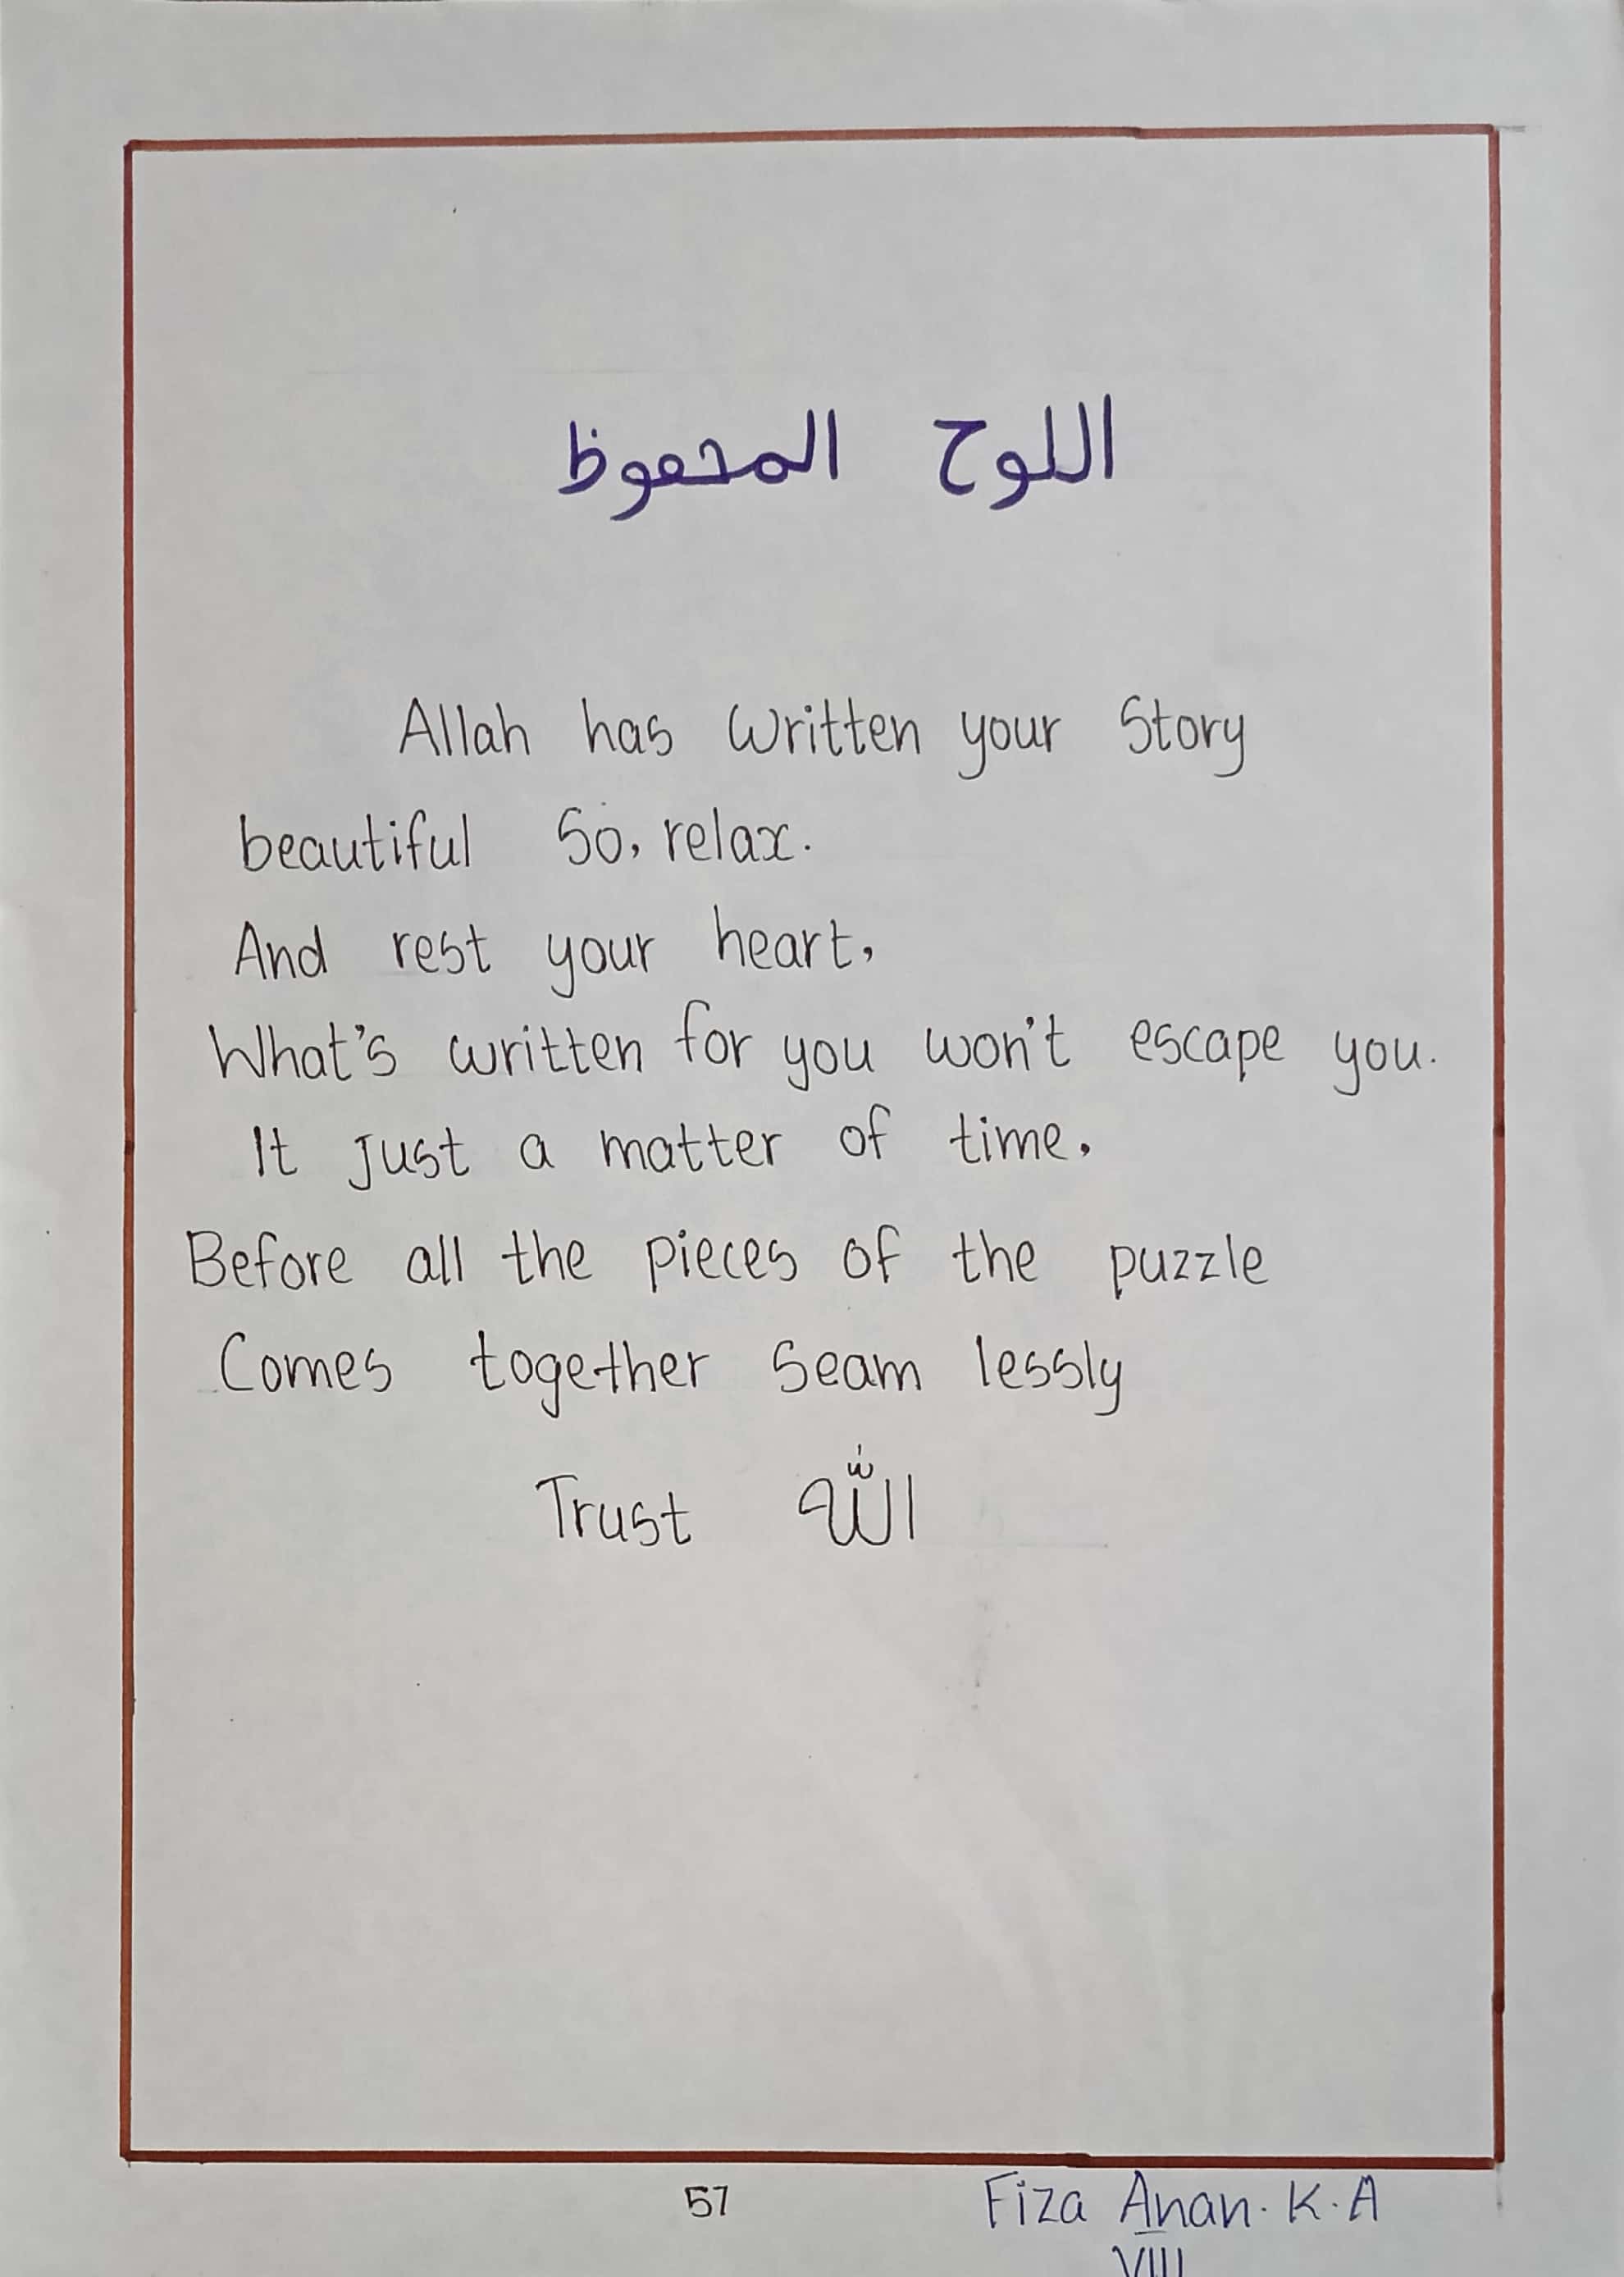 اللوح المحفوظ
Allah has written your Story
beautiful So, relax.
And rest your heart,
What's written for you won't escape you.
It just a matter of time.
Before all the pieces of the puzzle
Comes together seam lessly
Trust اللّٰه
57
Fiza Anan. K. A
VIII